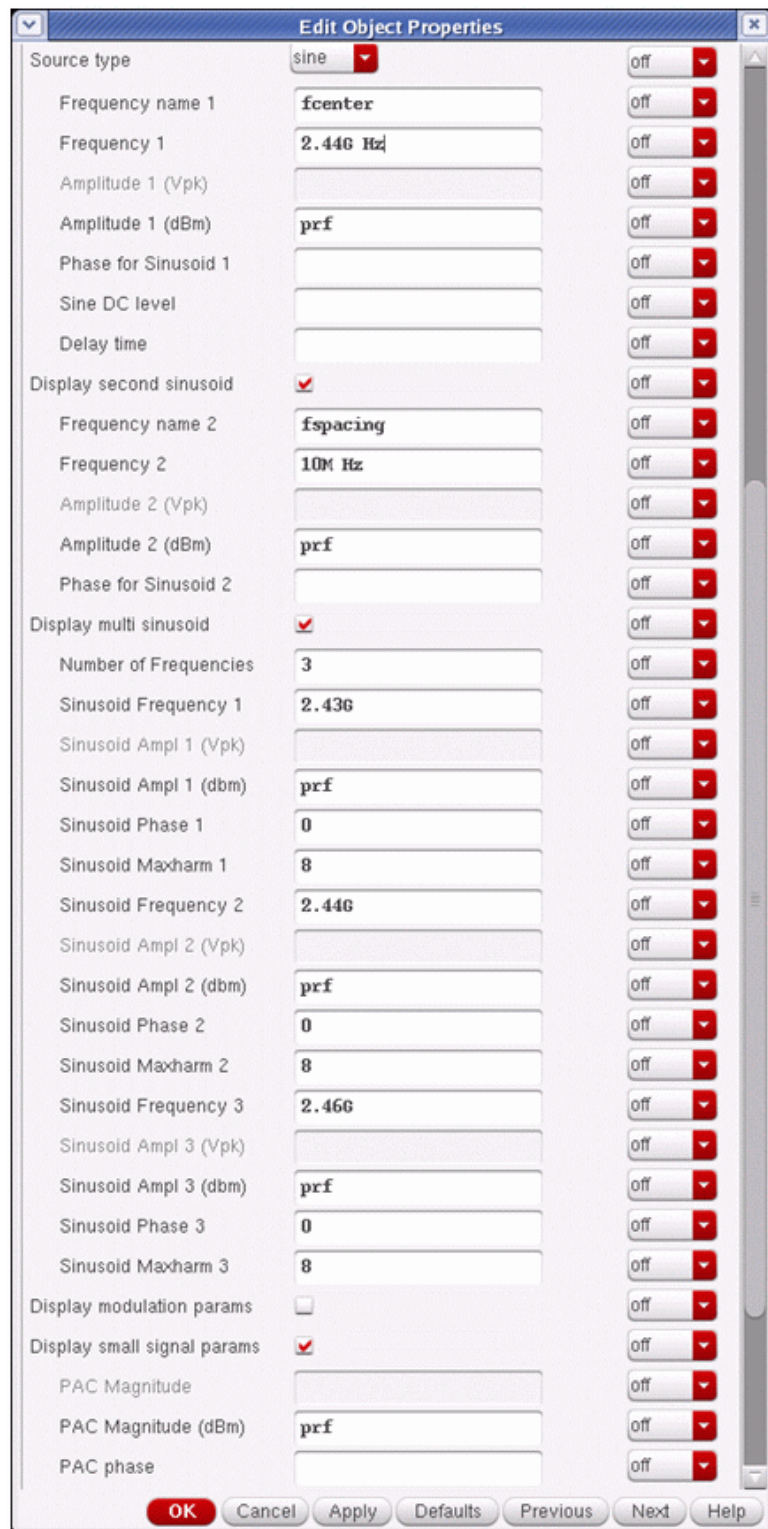 Edit Object Properties
Source type sine off
Frequency name 1 fcenter off
Frequency 1 2.44G Hz off
Amplitude 1 (Vpk) off
Amplitude 1 (dBm) prf off
Phase for Sinusoid 1 off
Sine DC level off
Delay time off
Display second sinusoid off
Frequency name 2 fspacing off
Frequency 2 10M Hz off
Amplitude 2 (Vpk) off
Amplitude 2 (dBm) prf off
Phase for Sinusoid 2 off
Display multi sinusoid off
Number of Frequencies 3 off
Sinusoid Frequency 1 2.43G off
Sinusoid Ampl 1 (Vpk) off
Sinusoid Ampl 1 (dbm) prf off
Sinusoid Phase 1 0 off
Sinusoid Maxharm 1 8 off
Sinusoid Frequency 2 2.44G off
Sinusoid Ampl 2 (Vpk) off
Sinusoid Ampl 2 (dbm) prf off
Sinusoid Phase 2 0 off
Sinusoid Maxharm 2 8 off
Sinusoid Frequency 3 2.46G off
Sinusoid Ampl 3 (Vpk) off
Sinusoid Ampl 3 (dbm) prf off
Sinusoid Phase 3 0 off
Sinusoid Maxharm 3 8 off
Display modulation params off
Display small signal params off
PAC Magnitude off
PAC Magnitude (dBm) prf off
PAC phase off
OK Cancel Apply Defaults Previous Next Help